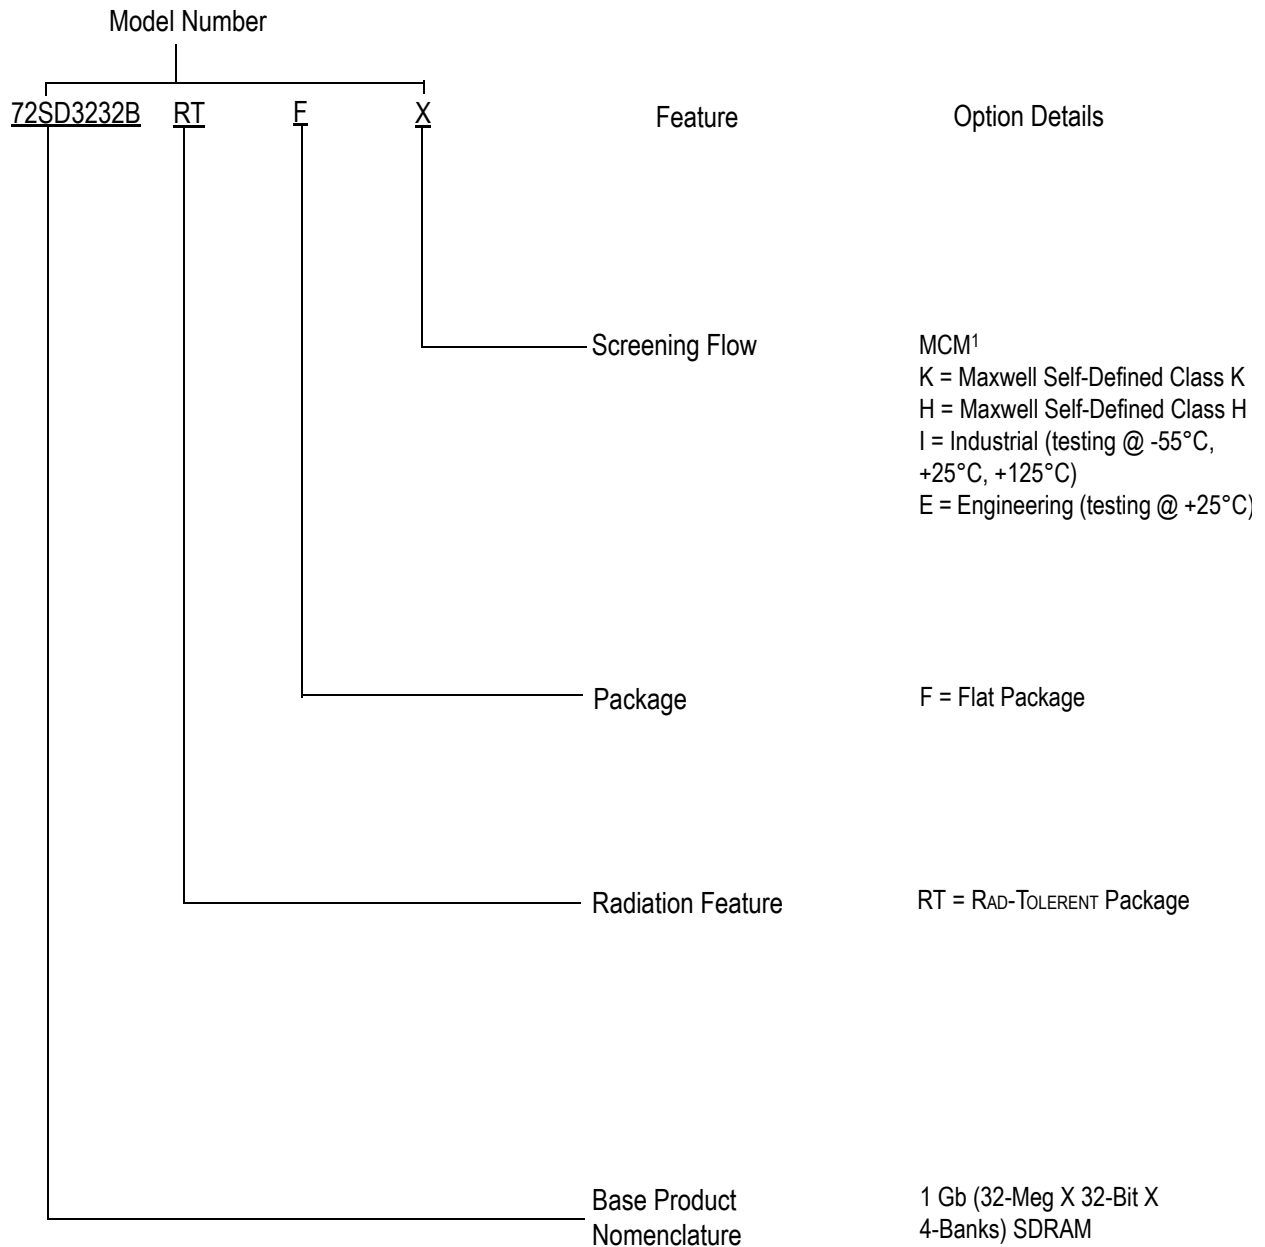 Model Number
72SD3232B RT F X Feature Option Details
Screening Flow MCM1
K = Maxwell Self-Defined Class K
H = Maxwell Self-Defined Class H
I = Industrial (testing @ -55°C,
+25°C, +125°C)
E = Engineering (testing @ +25°C)
Package F = Flat Package
Radiation Feature RT = RAD-TOLERENT Package
Base Product 1 Gb (32-Meg X 32-Bit X
Nomenclature 4-Banks) SDRAM